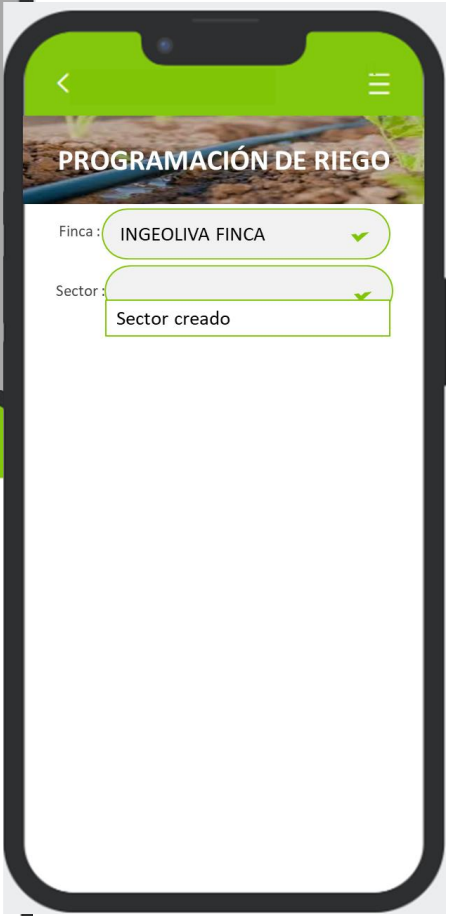 PROGRAMACIÓN DE RIEGO
Finca : INGEOLIVA FINCA
Sector :
Sector creado